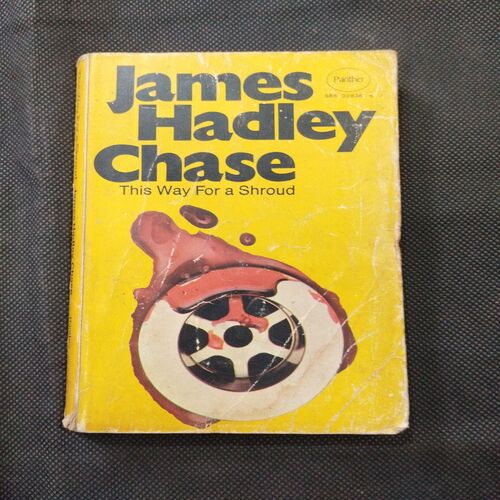 James
Hadley
Chase
This Way For a Shroud
Panther